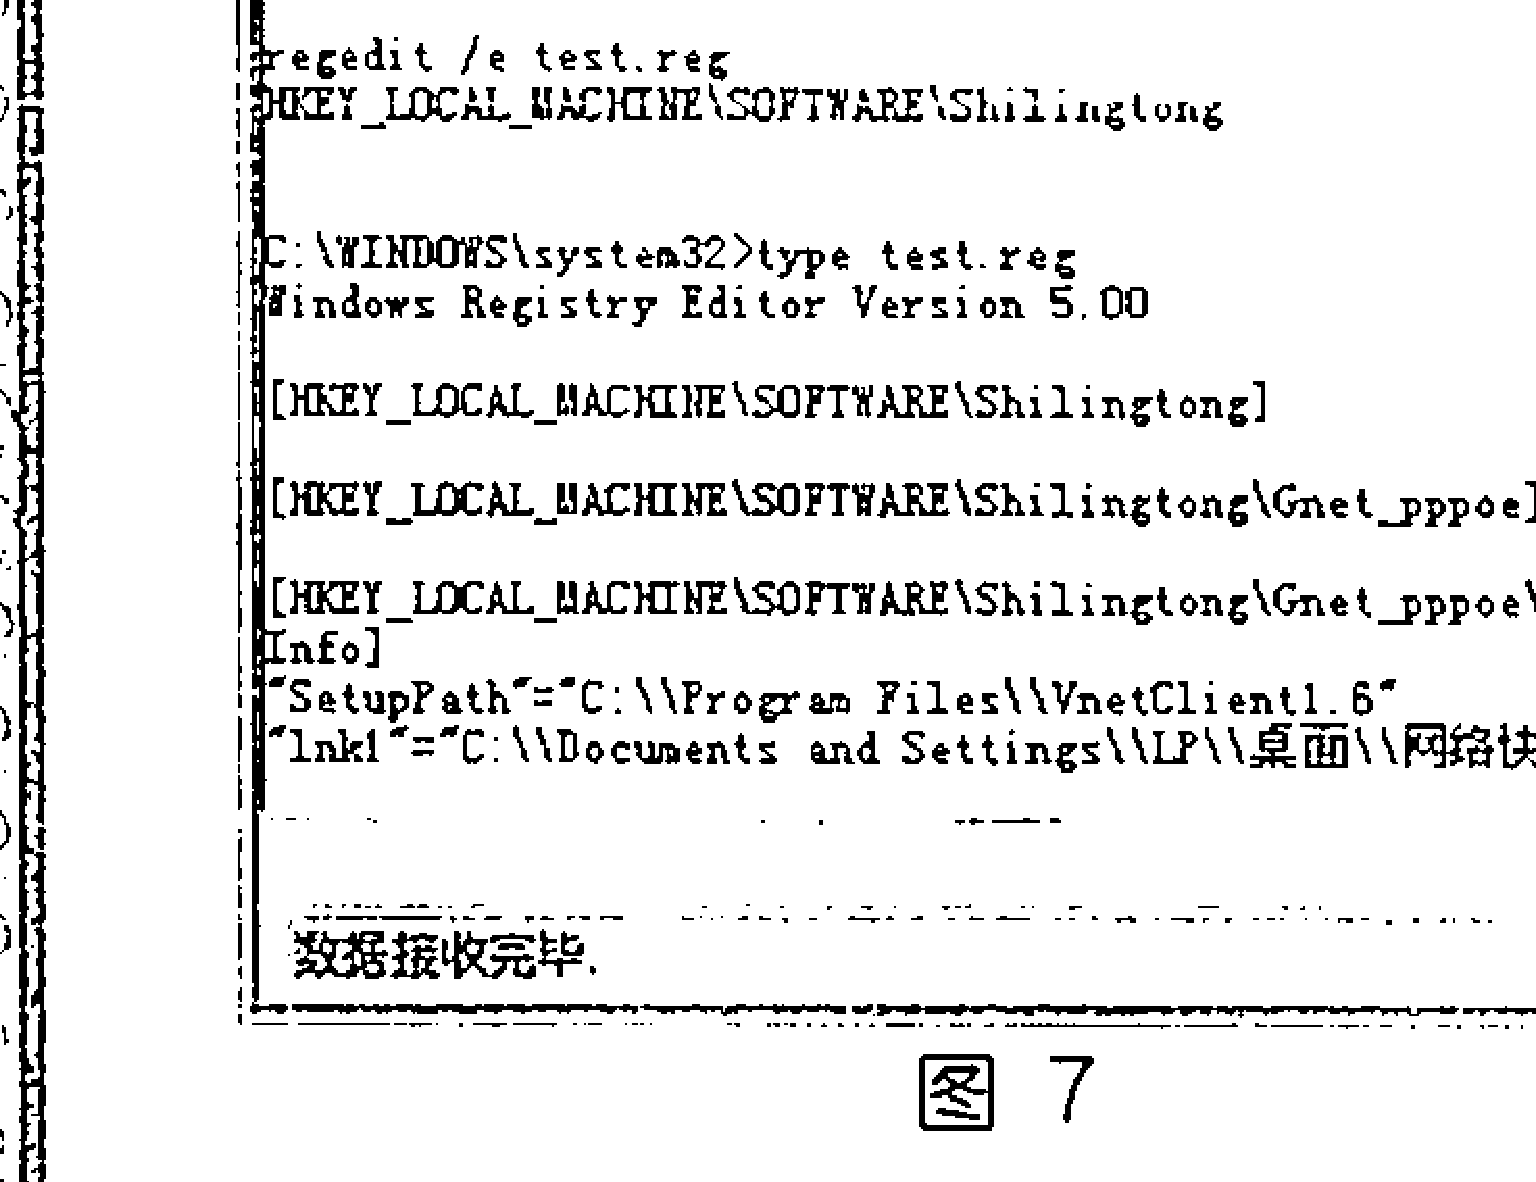 regedit /e test.reg
HKEY_LOCAL_MACHINE\SOFTWARE\Shilingtong
C:\WINDOWS\system32>type test.reg
Windows Registry Editor Version 5.00
[HKEY_LOCAL_MACHINE\SOFTWARE\Shilingtong]
[HKEY_LOCAL_MACHINE\SOFTWARE\Shilingtong\Gnet_pppoe]
[HKEY_LOCAL_MACHINE\SOFTWARE\Shilingtong\Gnet_pppoe\
Info]
"SetupPath"="C:\\Program Files\\VnetClient1.6"
"lnk1"="C:\\Documents and Settings\\LP\\桌面\\网络快
数据接收完毕.
图 7